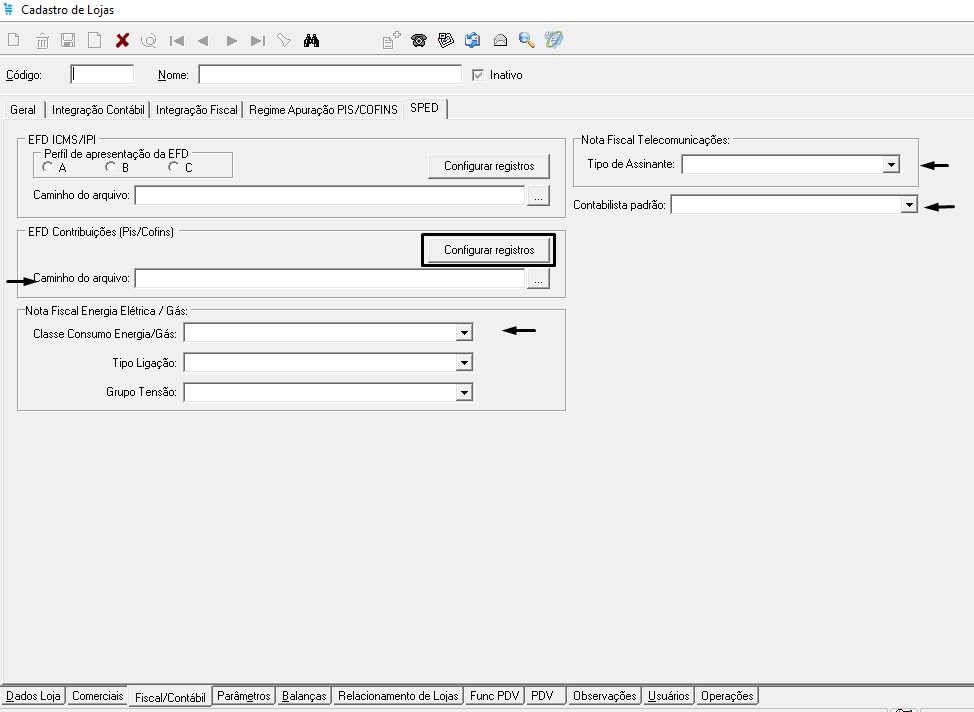 Cadastro de Lojas
Código: Nome: Inativo
Geral Integração Contábil Integração Fiscal Regime Apuração PIS/COFINS SPED
EFD ICMS/IPI
Perfil de apresentação da EFD
A B C
Configurar registros
Caminho do arquivo: ...
EFD Contribuições (Pis/Cofins)
Configurar registros
Caminho do arquivo: ...
Nota Fiscal Energia Elétrica / Gás:
Classe Consumo Energia/Gás:
Tipo Ligação:
Grupo Tensão:
Nota Fiscal Telecomunicações:
Tipo de Assinante:
Contabilista padrão:
Dados Loja Comerciais Fiscal/Contábil Parâmetros Balanças Relacionamento de Lojas Func PDV PDV Observações Usuários Operações